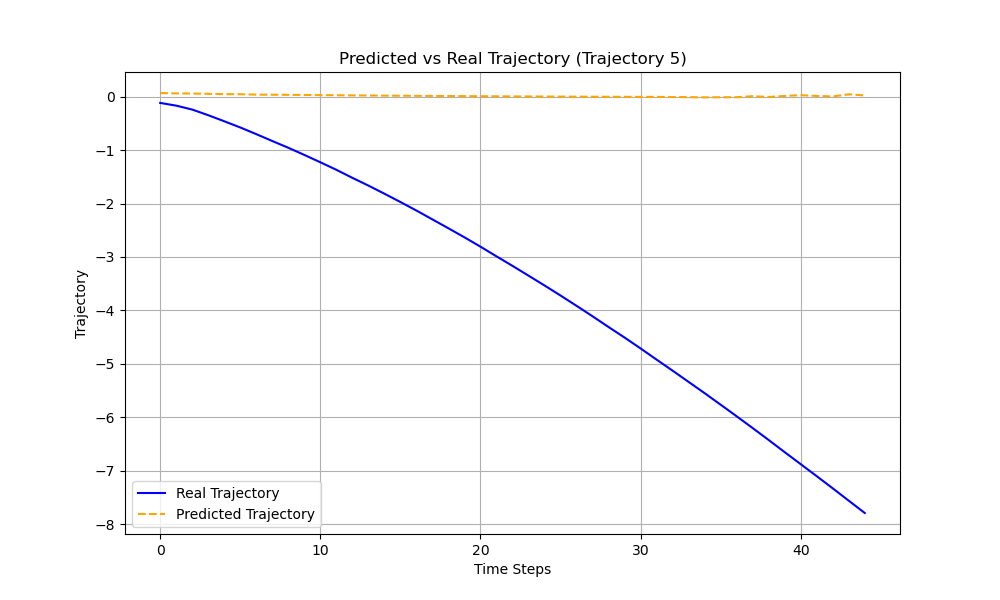 Predicted vs Real Trajectory (Trajectory 5)
Trajectory
0
−1
−2
−3
−4
−5
−6
−7
−8
Real Trajectory
Predicted Trajectory
0 10 20 30 40
Time Steps